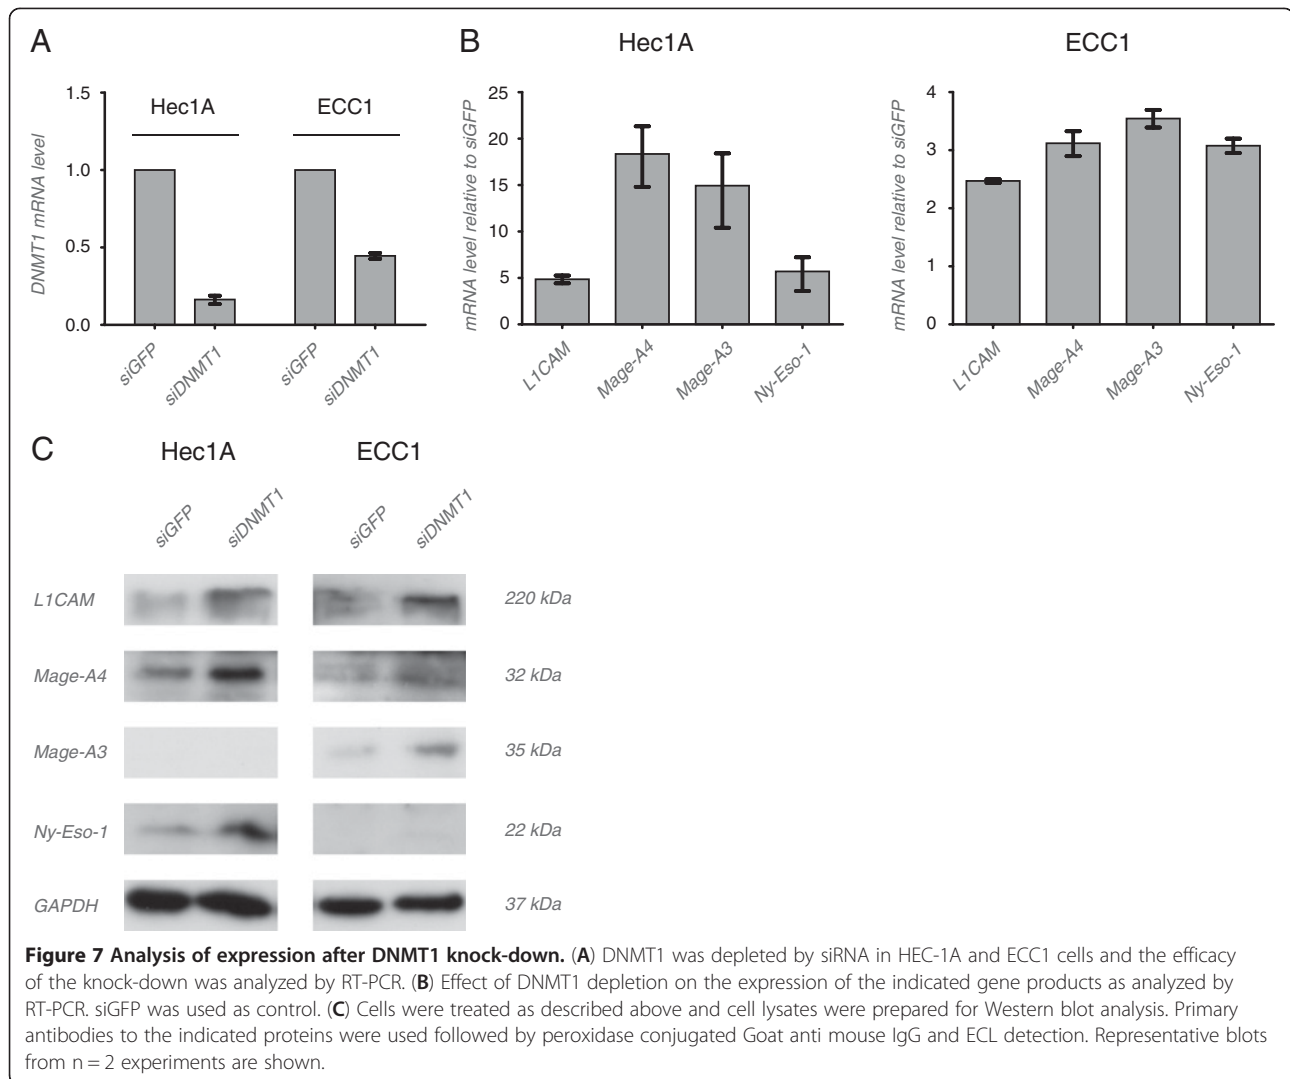 A
B
Hec1A
ECC1
DNMT1 mRNA level
1.5
1.0
0.5
0.0
Hec1A
ECC1
siGFP
siDNMT1
siGFP
siDNMT1
mRNA level relative to siGFP
25
20
15
10
5
0
L1CAM
Mage-A4
Mage-A3
Ny-Eso-1
mRNA level relative to siGFP
4
3
2
1
0
L1CAM
Mage-A4
Mage-A3
Ny-Eso-1
C
Hec1A
ECC1
siGFP
siDNMT1
siGFP
siDNMT1
L1CAM
220 kDa
Mage-A4
32 kDa
Mage-A3
35 kDa
Ny-Eso-1
22 kDa
GAPDH
37 kDa
Figure 7 Analysis of expression after DNMT1 knock-down. (A) DNMT1 was depleted by siRNA in HEC-1A and ECC1 cells and the efficacy
of the knock-down was analyzed by RT-PCR. (B) Effect of DNMT1 depletion on the expression of the indicated gene products as analyzed by
RT-PCR. siGFP was used as control. (C) Cells were treated as described above and cell lysates were prepared for Western blot analysis. Primary
antibodies to the indicated proteins were used followed by peroxidase conjugated Goat anti mouse IgG and ECL detection. Representative blots
from n = 2 experiments are shown.